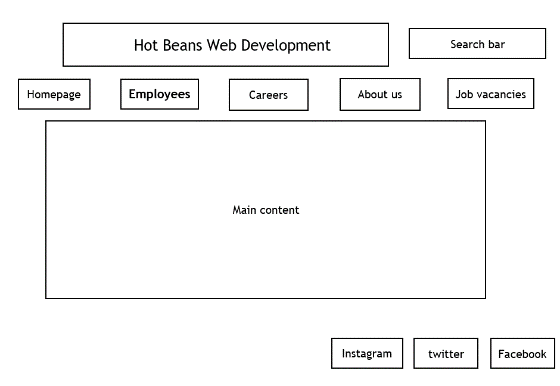 Hot Beans Web Development
Search bar
Homepage
Employees
Careers
About us
Job vacancies
Main content
Instagram
twitter
Facebook